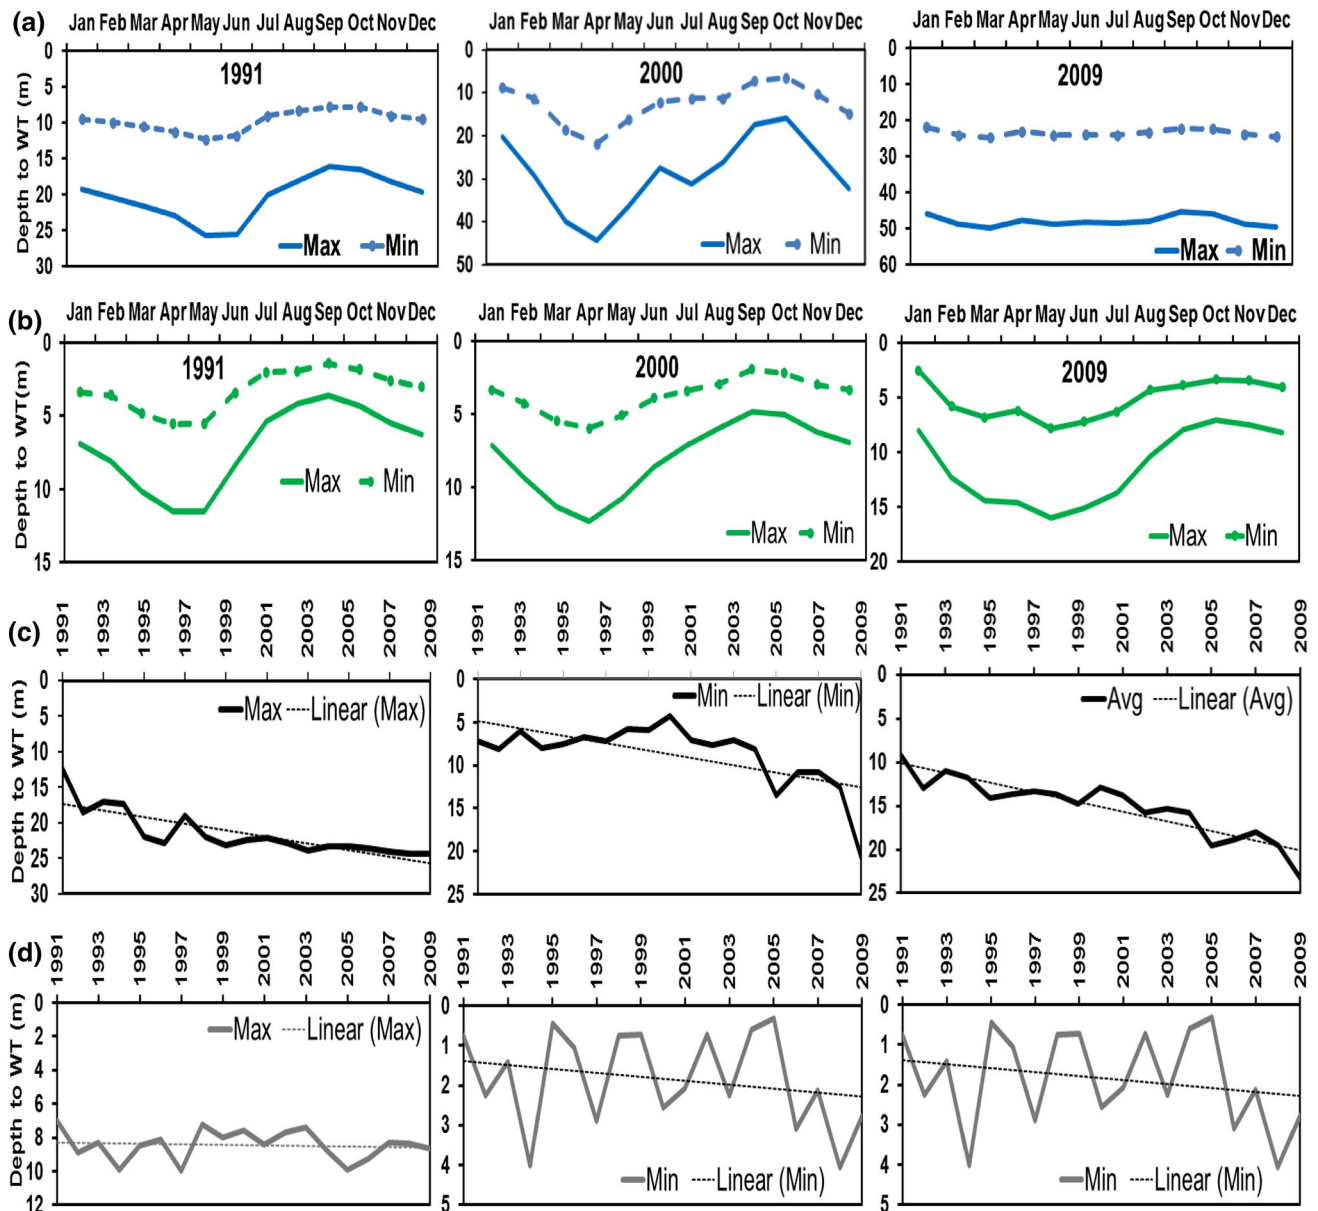 (a)
Jan Feb Mar Apr May Jun Jul Aug Sep Oct Nov Dec
Depth to WT (m)
0
5
10
15
20
25
30
1991
Max Min
Jan Feb Mar Apr May Jun Jul Aug Sep Oct Nov Dec
0
10
20
30
40
50
2000
Max Min
Jan Feb Mar Apr May Jun Jul Aug Sep Oct Nov Dec
0
10
20
30
40
50
60
2009
Max Min
(b)
Jan Feb Mar Apr May Jun Jul Aug Sep Oct Nov Dec
Depth to WT(m)
0
5
10
15
1991
Max Min
Jan Feb Mar Apr May Jun Jul Aug Sep Oct Nov Dec
0
5
10
15
2000
Max Min
Jan Feb Mar Apr May Jun Jul Aug Sep Oct Nov Dec
0
5
10
15
20
2009
Max Min
(c)
1991 1993 1995 1997 1999 2001 2003 2005 2007 2009
Depth to WT (m)
0
5
10
15
20
25
30
Max Linear (Max)
1991 1993 1995 1997 1999 2001 2003 2005 2007 2009
0
5
10
15
20
25
Min Linear (Min)
1991 1993 1995 1997 1999 2001 2003 2005 2007 2009
0
5
10
15
20
25
Avg Linear (Avg)
(d)
1991 1993 1995 1997 1999 2001 2003 2005 2007 2009
Depth to WT (m)
0
2
4
6
8
10
12
Max Linear (Max)
1991 1993 1995 1997 1999 2001 2003 2005 2007 2009
0
1
2
3
4
5
Min Linear (Min)
1991 1993 1995 1997 1999 2001 2003 2005 2007 2009
0
1
2
3
4
5
Min Linear (Min)